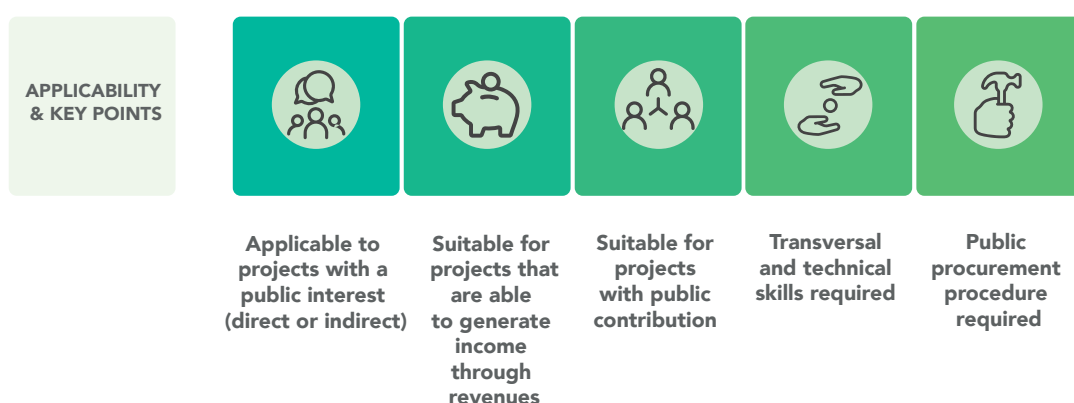 APPLICABILITY
& KEY POINTS
Applicable to
projects with a
public interest
(direct or indirect)
Suitable for
projects that
are able
to generate
income
through
revenues
Suitable for
projects
with public
contribution
Transversal
and technical
skills required
Public
procurement
procedure
required